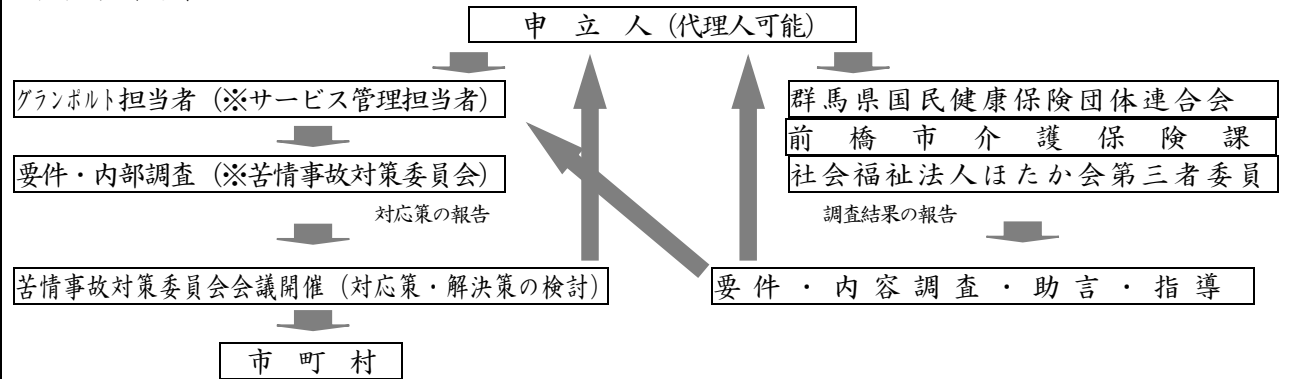 申立人(代理人可能)
グランポルト担当者(※サービス管理担当者)
要件・内部調査(※苦情事故対策委員会)
対応策の報告
苦情事故対策委員会会議開催(対応策・解決策の検討)
市町村
群馬県国民健康保険団体連合会
前橋市介護保険課
社会福祉法人ほたか会第三者委員
調査結果の報告
要件・内容調査・助言・指導